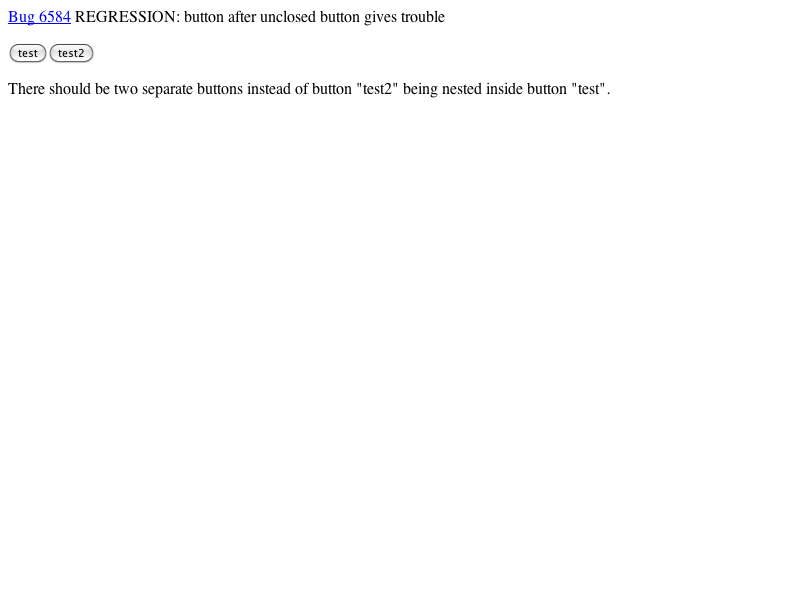 Bug 6584 REGRESSION: button after unclosed button gives trouble
test test2
There should be two separate buttons instead of button "test2" being nested inside button "test".